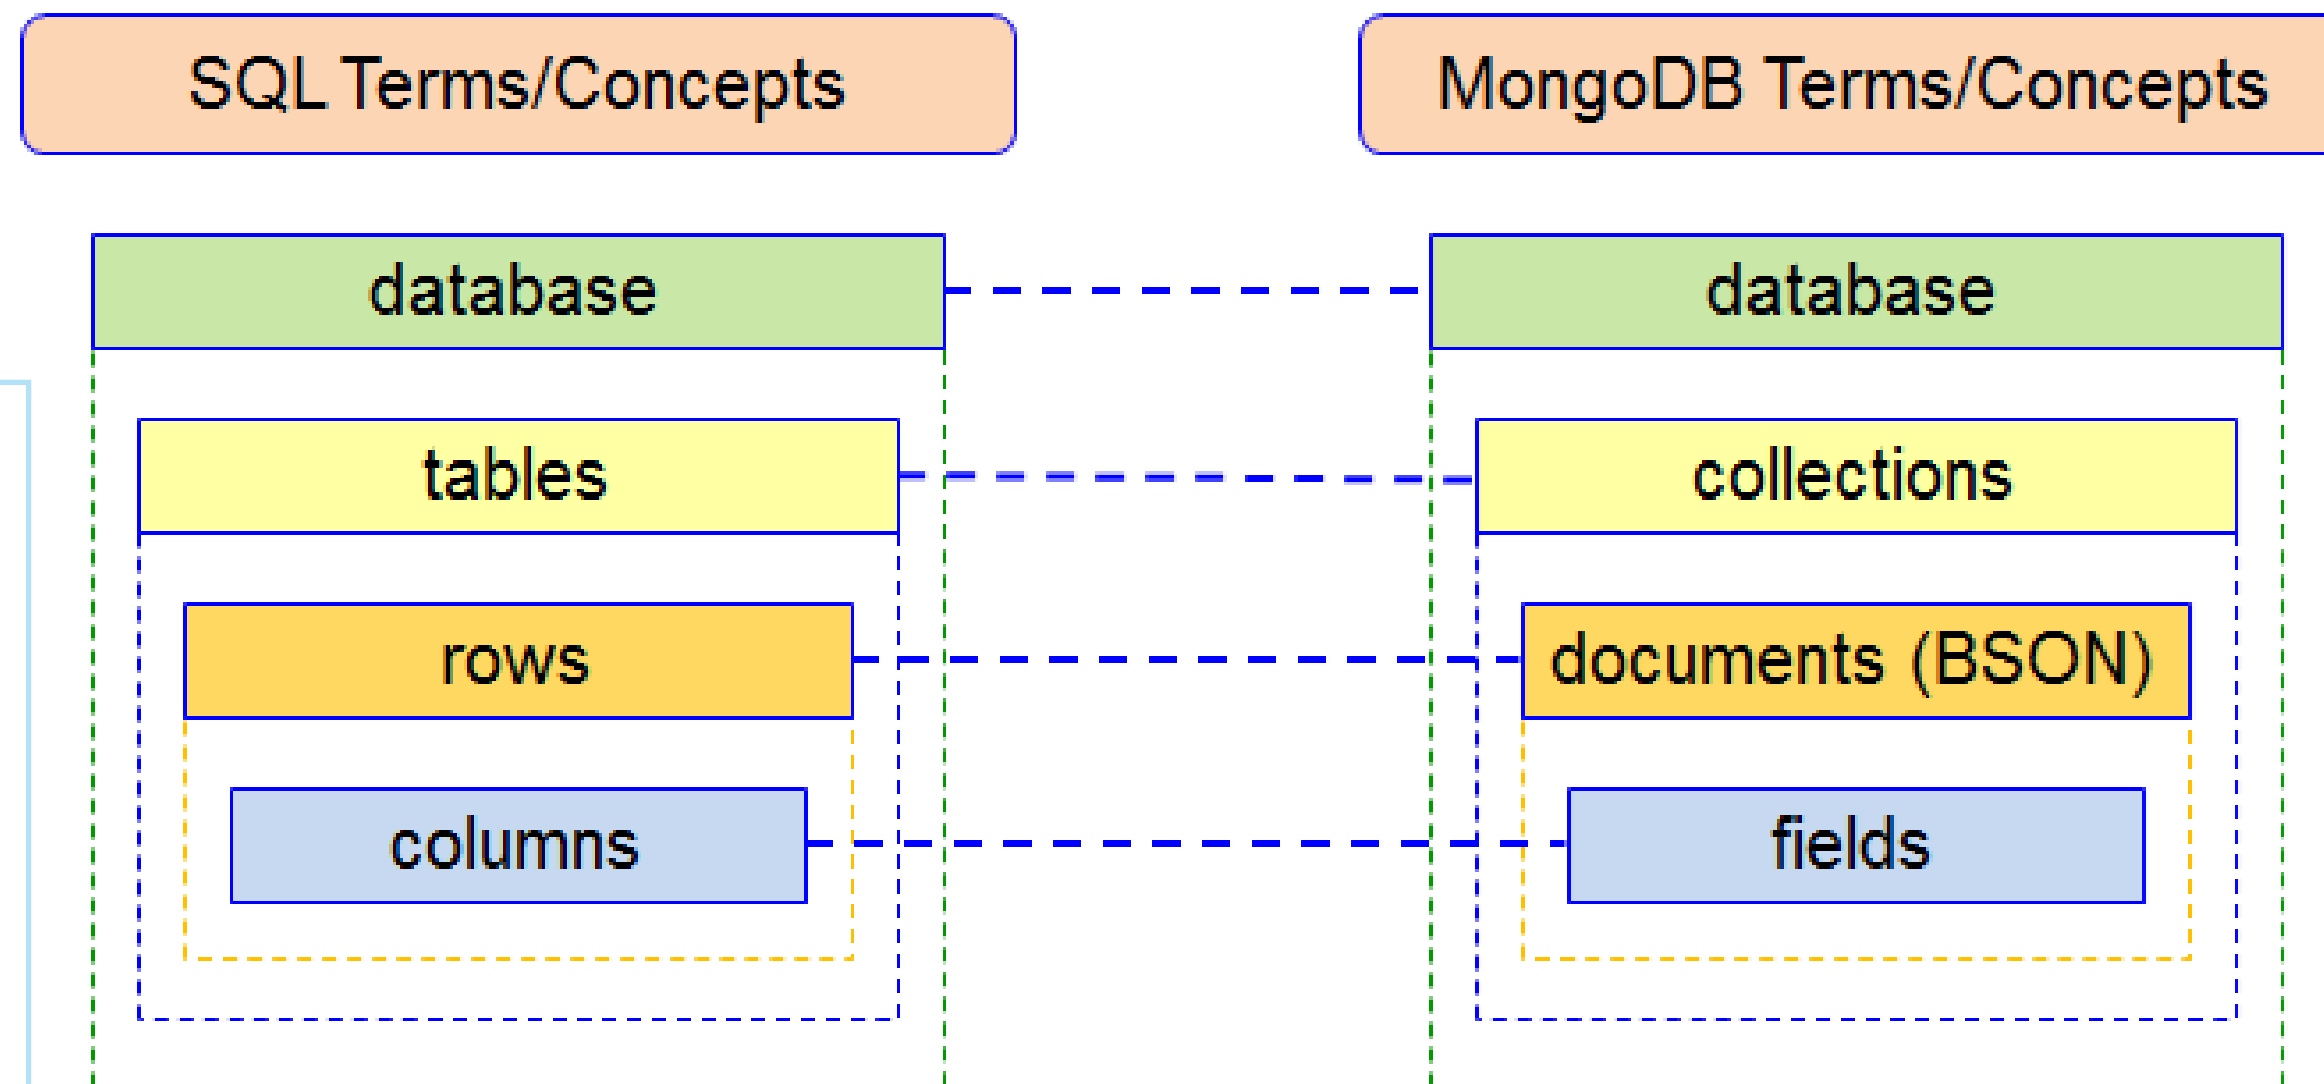 SQL Terms/Concepts
MongoDB Terms/Concepts
database
database
tables
collections
rows
documents (BSON)
columns
fields